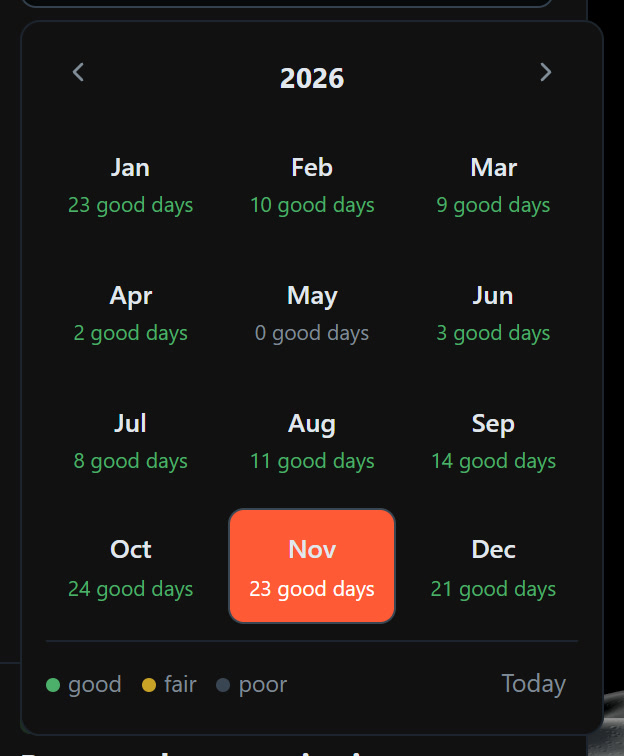 2026
Jan Feb Mar
23 good days 10 good days 9 good days
Apr May Jun
2 good days 0 good days 3 good days
Jul Aug Sep
8 good days 11 good days 14 good days
Oct Nov Dec
24 good days 23 good days 21 good days
good fair poor Today